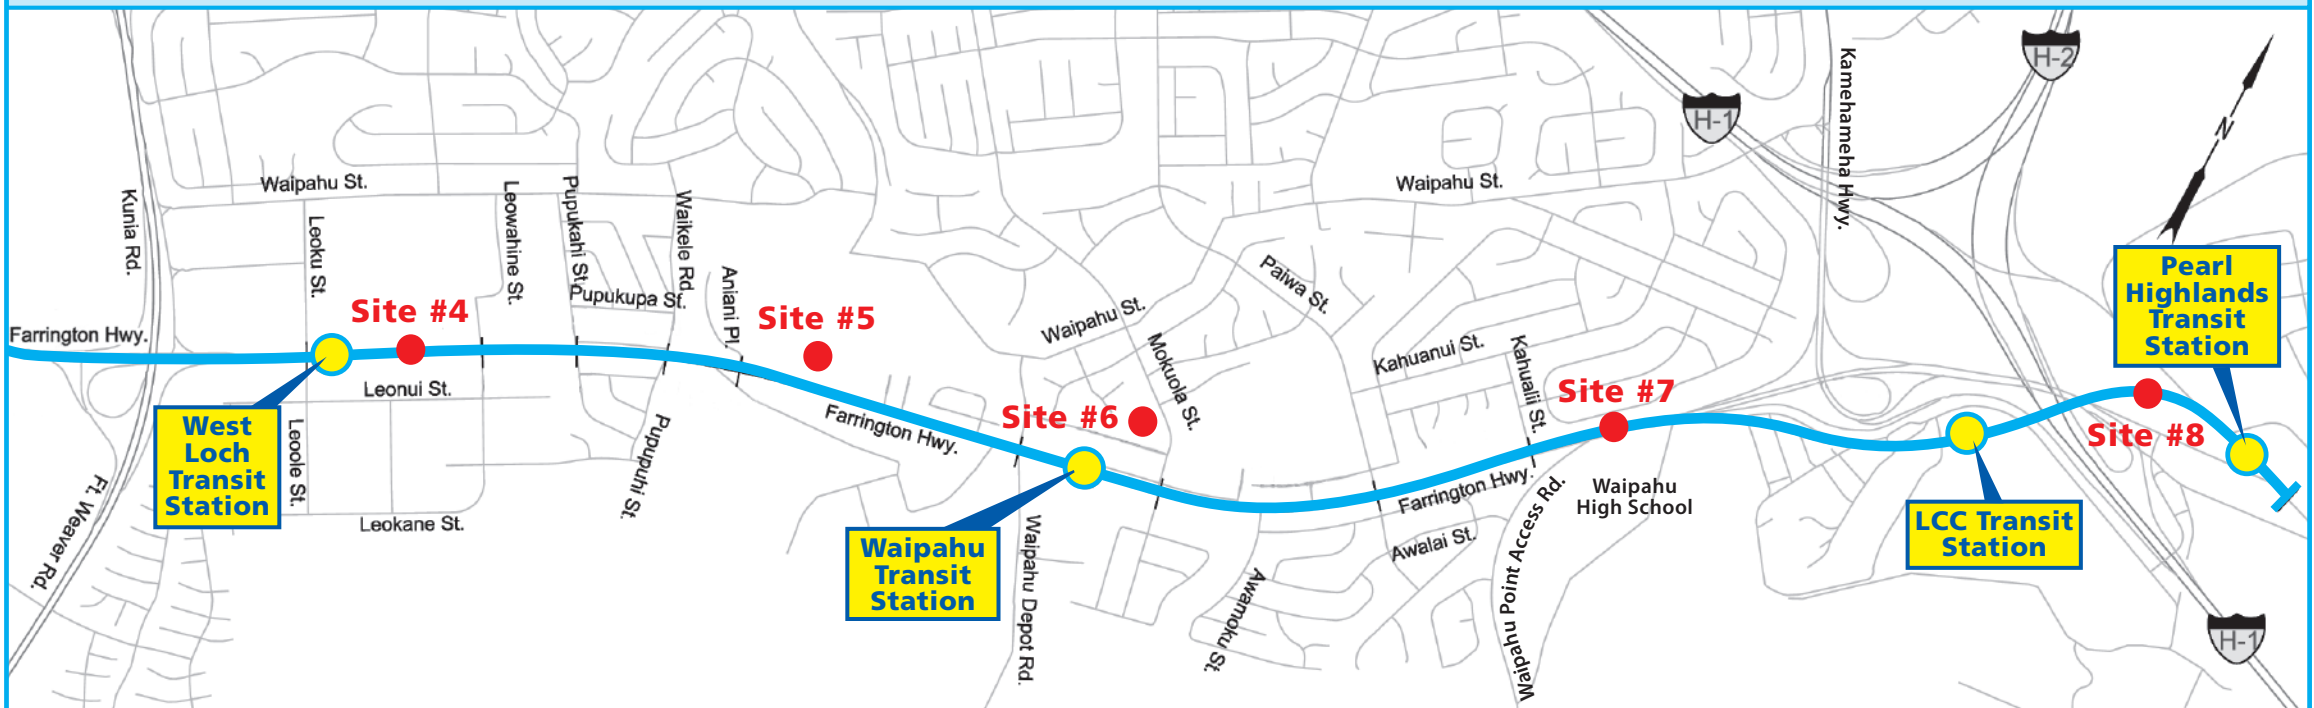 H-2
H-1
Kamehameha Hwy.
N
Waipahu St.
Kunia Rd.
Leoku St.
Leowahine St.
Pupukahi St.
Waikele Rd.
Waipahu St.
Pupukupa St.
Aniani Pl.
Paiwa St.
Pearl
Highlands
Transit
Station
Site #4
Site #5
Waipahu St.
Farrington Hwy.
Mokuola St.
Kahuanui St.
Kahualii St.
Leonui St.
Site #7
Site #6
Farrington Hwy.
Site #8
West
Loch
Transit
Station
Leoole St.
Pupupuhi St.
Ft. Weaver Rd.
Leokane St.
Farrington Hwy.
Waipahu
High School
Waipahu Point Access Rd.
LCC Transit
Station
Waipahu
Transit
Station
Waipahu Depot Rd.
Awalai St.
Awamoku St.
H-1